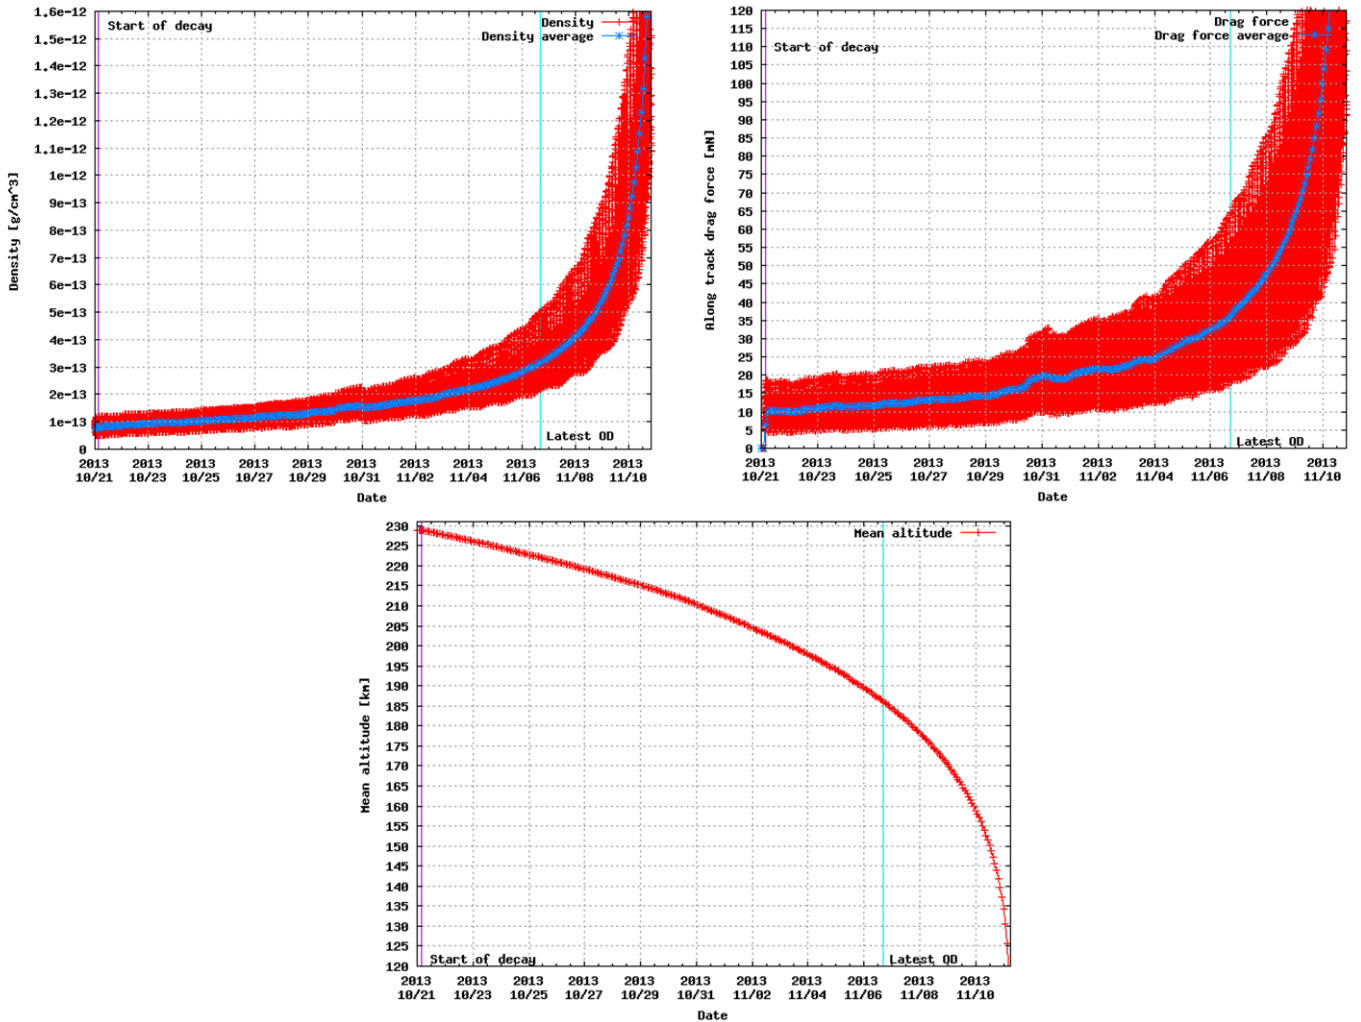 Start of decay
Density
Density average
1.6e-12
1.5e-12
1.4e-12
1.3e-12
1.2e-12
1.1e-12
1e-12
9e-13
8e-13
7e-13
6e-13
5e-13
4e-13
3e-13
2e-13
1e-13
0
Density [g/cm^3]
Latest OD
2013 2013 2013 2013 2013 2013 2013 2013 2013 2013 2013
10/21 10/23 10/25 10/27 10/29 10/31 11/02 11/04 11/06 11/08 11/10
Date
Drag force
Drag force average
Start of decay
120
115
110
105
100
95
90
85
80
75
70
65
60
55
50
45
40
35
30
25
20
15
10
5
0
Along track drag force [mN]
Latest OD
2013 2013 2013 2013 2013 2013 2013 2013 2013 2013 2013
10/21 10/23 10/25 10/27 10/29 10/31 11/02 11/04 11/06 11/08 11/10
Date
Mean altitude
230
225
220
215
210
205
200
195
190
185
180
175
170
165
160
155
150
145
140
135
130
125
120
Mean altitude [km]
Start of decay
Latest OD
2013 2013 2013 2013 2013 2013 2013 2013 2013 2013 2013
10/21 10/23 10/25 10/27 10/29 10/31 11/02 11/04 11/06 11/08 11/10
Date